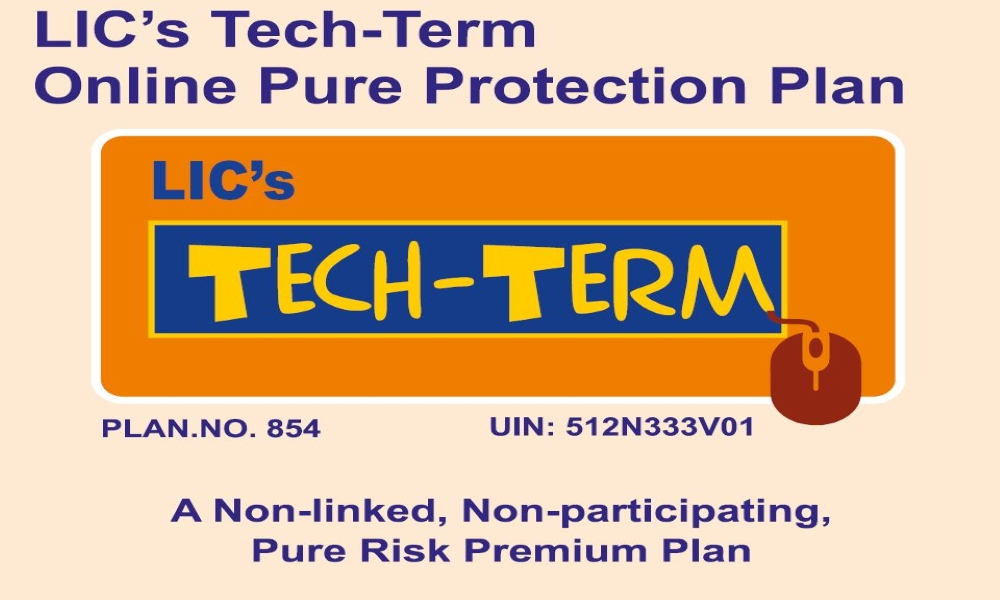 LIC’s Tech-Term
Online Pure Protection Plan
LIC’s
TECH-TERM
PLAN.NO. 854 UIN: 512N333V01
A Non-linked, Non-participating,
Pure Risk Premium Plan